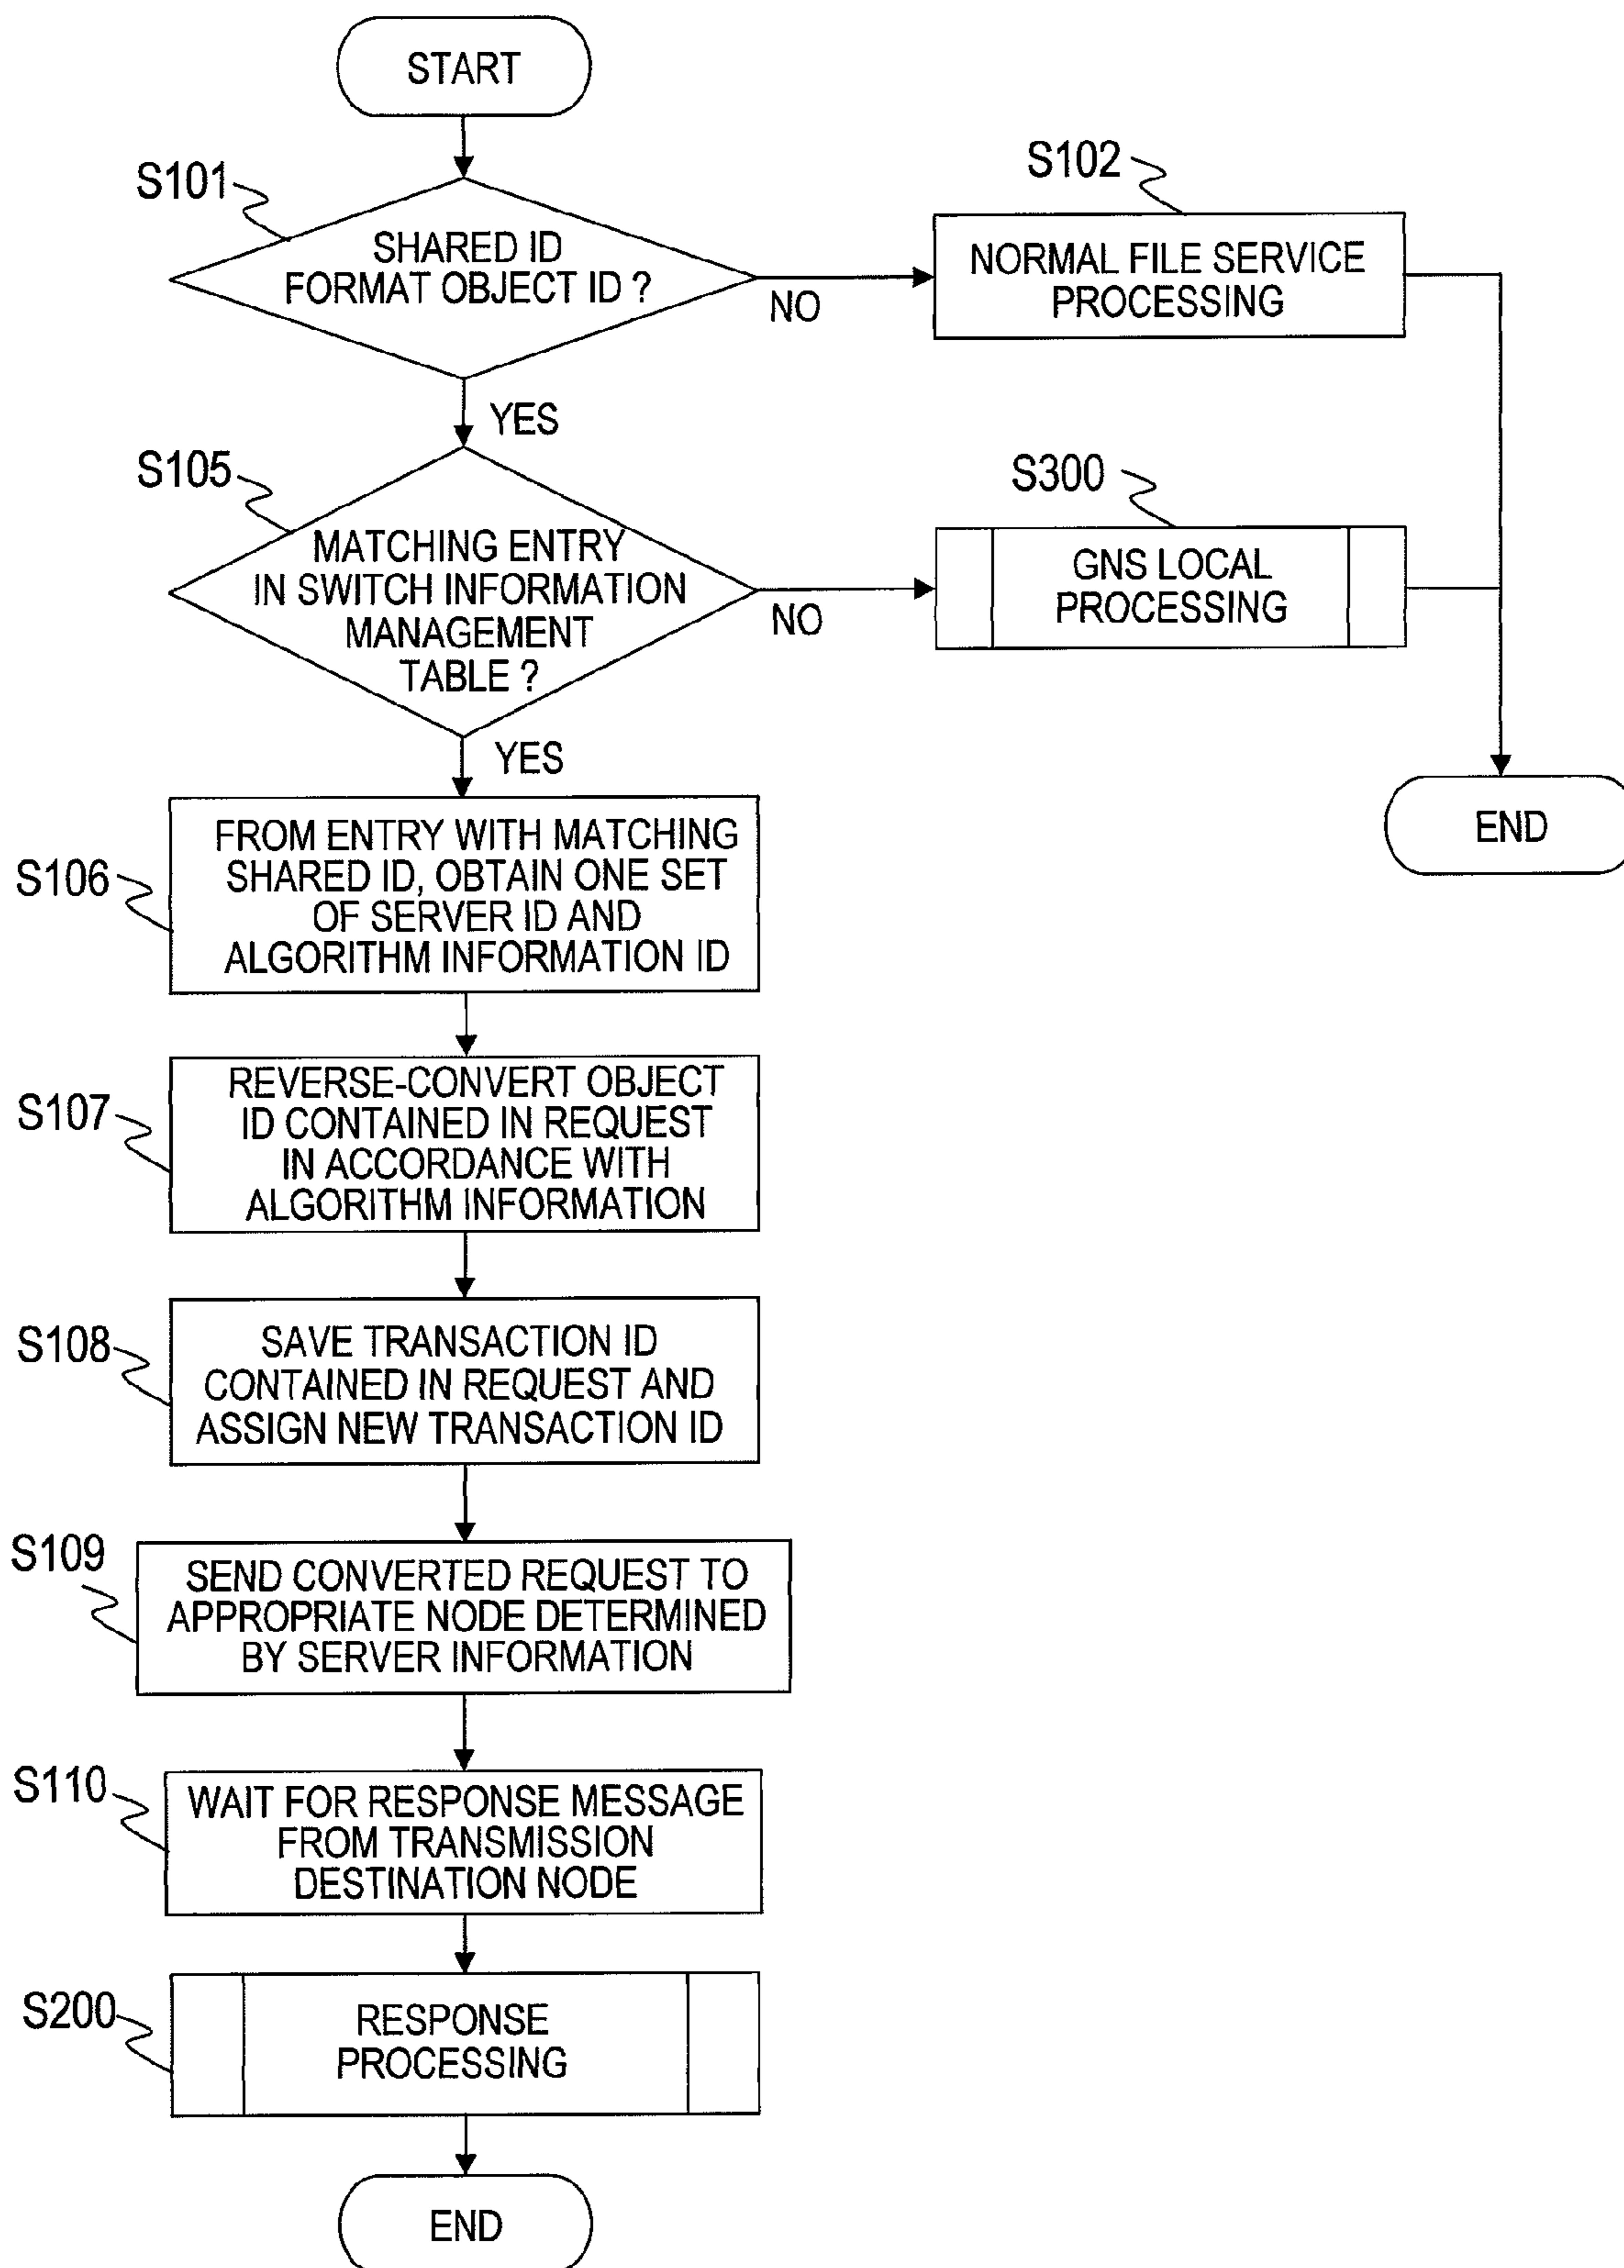 START
S101
SHARED ID
FORMAT OBJECT ID ?
NO
S102
NORMAL FILE SERVICE
PROCESSING
YES
S105
MATCHING ENTRY
IN SWITCH INFORMATION
MANAGEMENT
TABLE ?
NO
S300
GNS LOCAL
PROCESSING
END
YES
S106
FROM ENTRY WITH MATCHING
SHARED ID, OBTAIN ONE SET
OF SERVER ID AND
ALGORITHM INFORMATION ID
S107
REVERSE-CONVERT OBJECT
ID CONTAINED IN REQUEST
IN ACCORDANCE WITH
ALGORITHM INFORMATION
S108
SAVE TRANSACTION ID
CONTAINED IN REQUEST AND
ASSIGN NEW TRANSACTION ID
S109
SEND CONVERTED REQUEST TO
APPROPRIATE NODE DETERMINED
BY SERVER INFORMATION
S110
WAIT FOR RESPONSE MESSAGE
FROM TRANSMISSION
DESTINATION NODE
S200
RESPONSE
PROCESSING
END